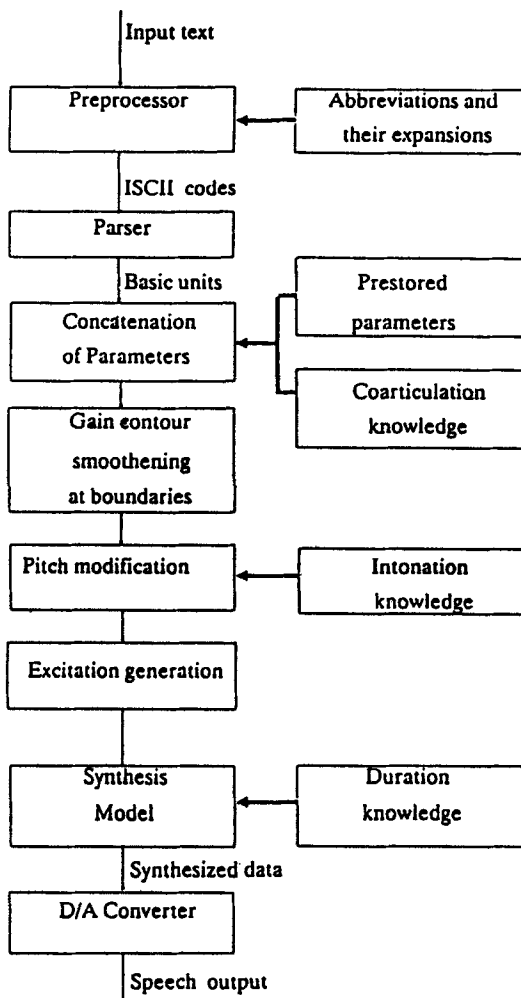 Input text
Preprocessor
Abbreviations and
their expansions
ISCII codes
Parser
Basic units
Concatenation
of Parameters
Prestored
parameters
Coarticulation
knowledge
Gain contour
smoothening
at boundaries
Pitch modification
Intonation
knowledge
Excitation generation
Synthesis
Model
Duration
knowledge
Synthesized data
D/A Converter
Speech output